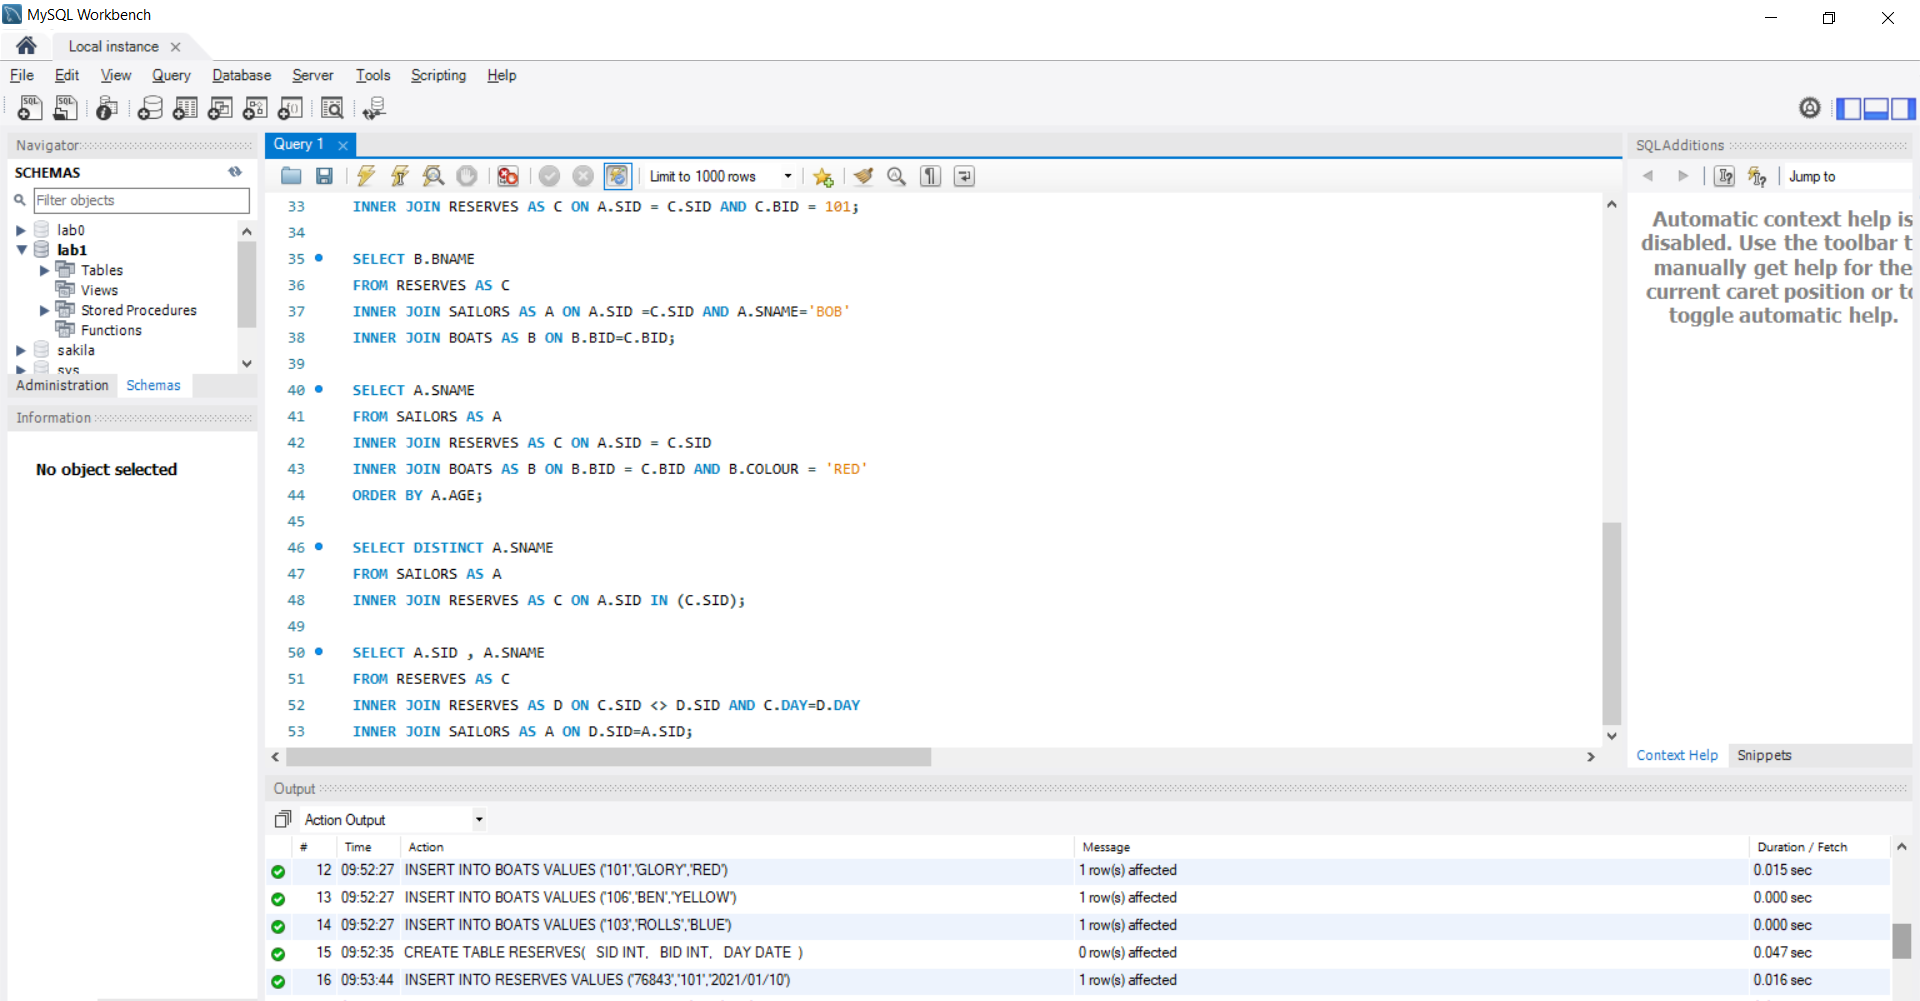 MySQL Workbench
Local instance
File Edit View Query Database Server Tools Scripting Help
Navigator
SCHEMAS
Filter objects
lab0
lab1
Tables
Views
Stored Procedures
Functions
sakila
sys
Administration Schemas
Information
No object selected
Query 1
Limit to 1000 rows
33 INNER JOIN RESERVES AS C ON A.SID = C.SID AND C.BID = 101;
34
35 SELECT B.BNAME
36 FROM RESERVES AS C
37 INNER JOIN SAILORS AS A ON A.SID =C.SID AND A.SNAME='BOB'
38 INNER JOIN BOATS AS B ON B.BID=C.BID;
39
40 SELECT A.SNAME
41 FROM SAILORS AS A
42 INNER JOIN RESERVES AS C ON A.SID = C.SID
43 INNER JOIN BOATS AS B ON B.BID = C.BID AND B.COLOUR = 'RED'
44 ORDER BY A.AGE;
45
46 SELECT DISTINCT A.SNAME
47 FROM SAILORS AS A
48 INNER JOIN RESERVES AS C ON A.SID IN (C.SID);
49
50 SELECT A.SID , A.SNAME
51 FROM RESERVES AS C
52 INNER JOIN RESERVES AS D ON C.SID <> D.SID AND C.DAY=D.DAY
53 INNER JOIN SAILORS AS A ON D.SID=A.SID;
SQLAdditions
Jump to
Automatic context help is
disabled. Use the toolbar t
manually get help for the
current caret position or to
toggle automatic help.
Context Help Snippets
Output
Action Output
# Time Action Message Duration / Fetch
12 09:52:27 INSERT INTO BOATS VALUES ('101','GLORY','RED') 1 row(s) affected 0.015 sec
13 09:52:27 INSERT INTO BOATS VALUES ('106','BEN','YELLOW') 1 row(s) affected 0.000 sec
14 09:52:27 INSERT INTO BOATS VALUES ('103','ROLLS','BLUE') 1 row(s) affected 0.000 sec
15 09:52:35 CREATE TABLE RESERVES( SID INT, BID INT, DAY DATE ) 0 row(s) affected 0.047 sec
16 09:53:44 INSERT INTO RESERVES VALUES ('76843','101','2021/01/10') 1 row(s) affected 0.016 sec